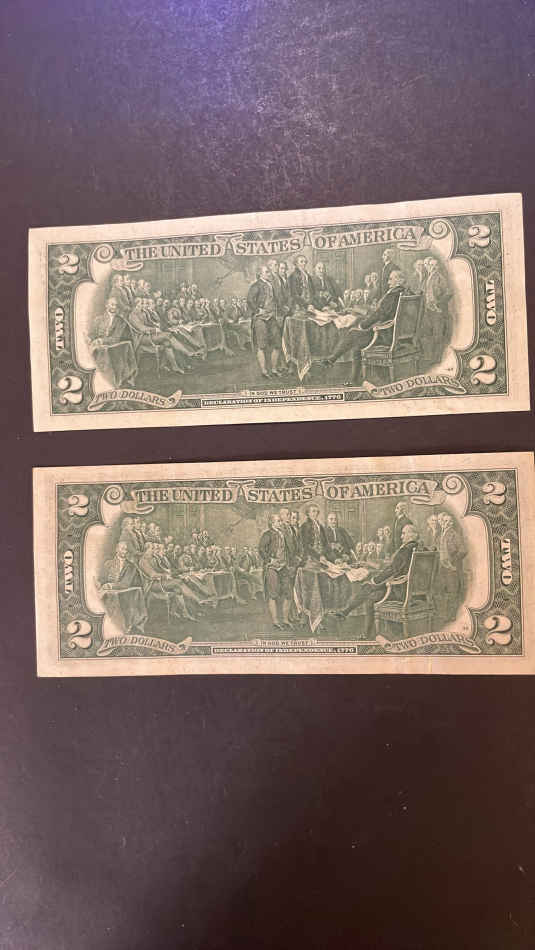 2 THE UNITED STATES OF AMERICA 2
TWO TWO
2 TWO DOLLARS IN GOD WE TRUST TWO DOLLARS 2
DECLARATION OF INDEPENDENCE, 1776
2 THE UNITED STATES OF AMERICA 2
TWO TWO
2 TWO DOLLARS IN GOD WE TRUST TWO DOLLARS 2
DECLARATION OF INDEPENDENCE, 1776